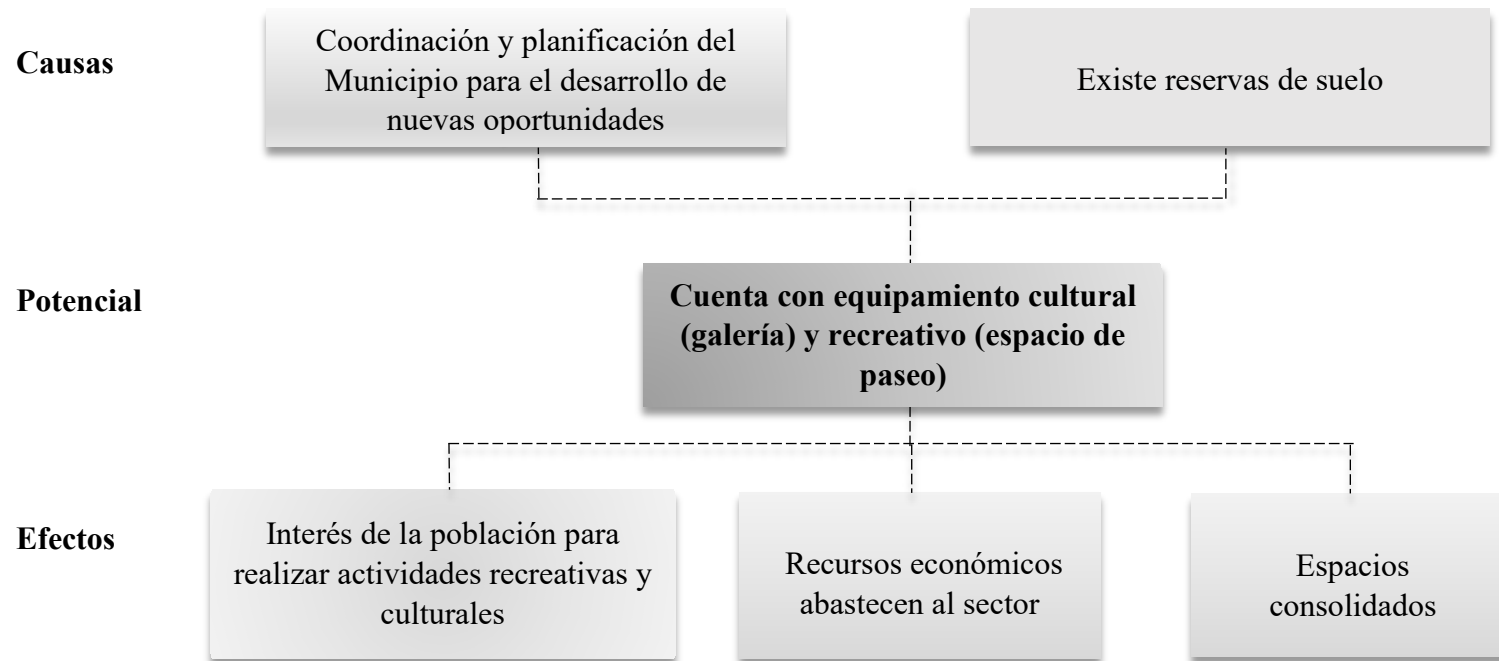 Causas
Coordinación y planificación del
Municipio para el desarrollo de
nuevas oportunidades
Existe reservas de suelo
Potencial
Cuenta con equipamiento cultural
(galería) y recreativo (espacio de
paseo)
Efectos
Interés de la población para
realizar actividades recreativas y
culturales
Recursos económicos
abastecen al sector
Espacios
consolidados